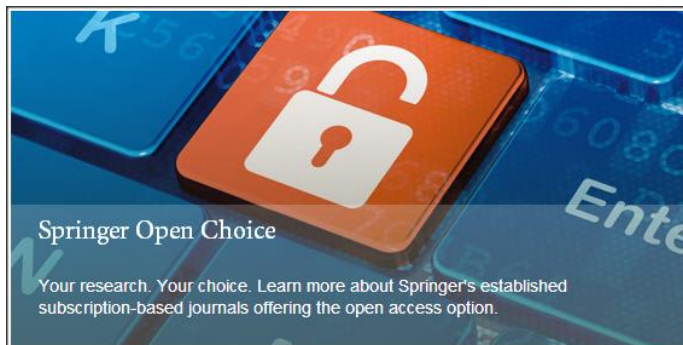 K
Ente
N
Springer Open Choice
Your research. Your choice. Learn more about Springer's established
subscription-based journals offering the open access option.